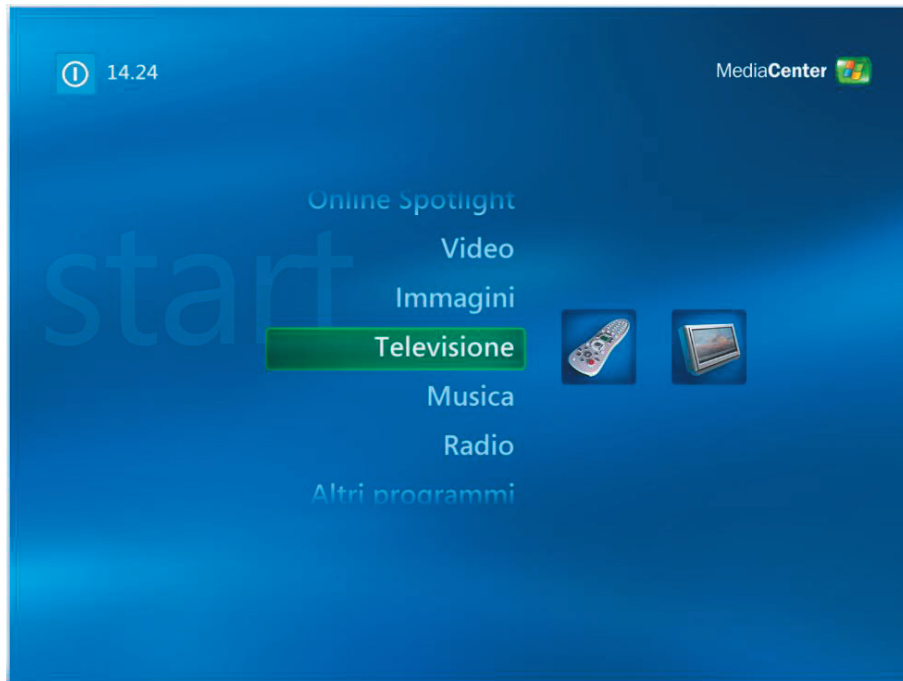 14.24
MediaCenter
start
Online Spotlight
Video
Immagini
Televisione
Musica
Radio
Altri programmi